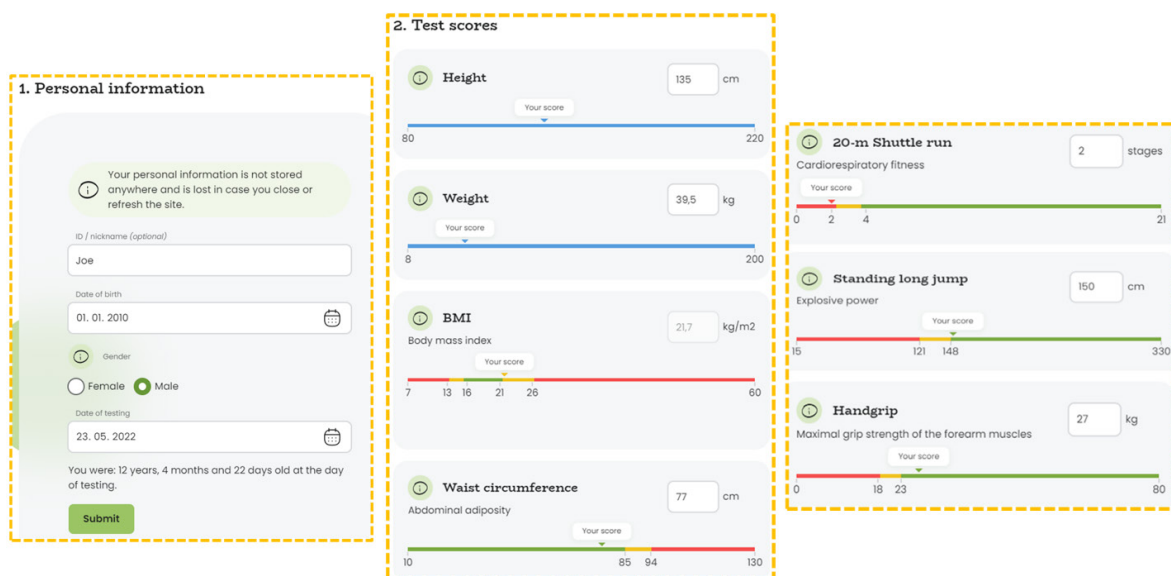 1. Personal information
Your personal information is not stored
anywhere and is lost in case you close or
refresh the site.
ID / nickname (optional)
Joe
Date of birth
01. 01. 2010
Gender
Female Male
Date of testing
23. 05. 2022
You were: 12 years, 4 months and 22 days old at the day
of testing.
Submit
2. Test scores
Height 135 cm
Your score
80 220
Weight 39,5 kg
Your score
8 200
BMI 21,7 kg/m2
Body mass index
Your score
7 13 16 21 26 60
Waist circumference 77 cm
Abdominal adiposity
Your score
10 85 94 130
20-m Shuttle run 2 stages
Cardiorespiratory fitness
Your score
0 2 4 21
Standing long jump 150 cm
Explosive power
Your score
15 121 148 330
Handgrip 27 kg
Maximal grip strength of the forearm muscles
Your score
0 18 23 80